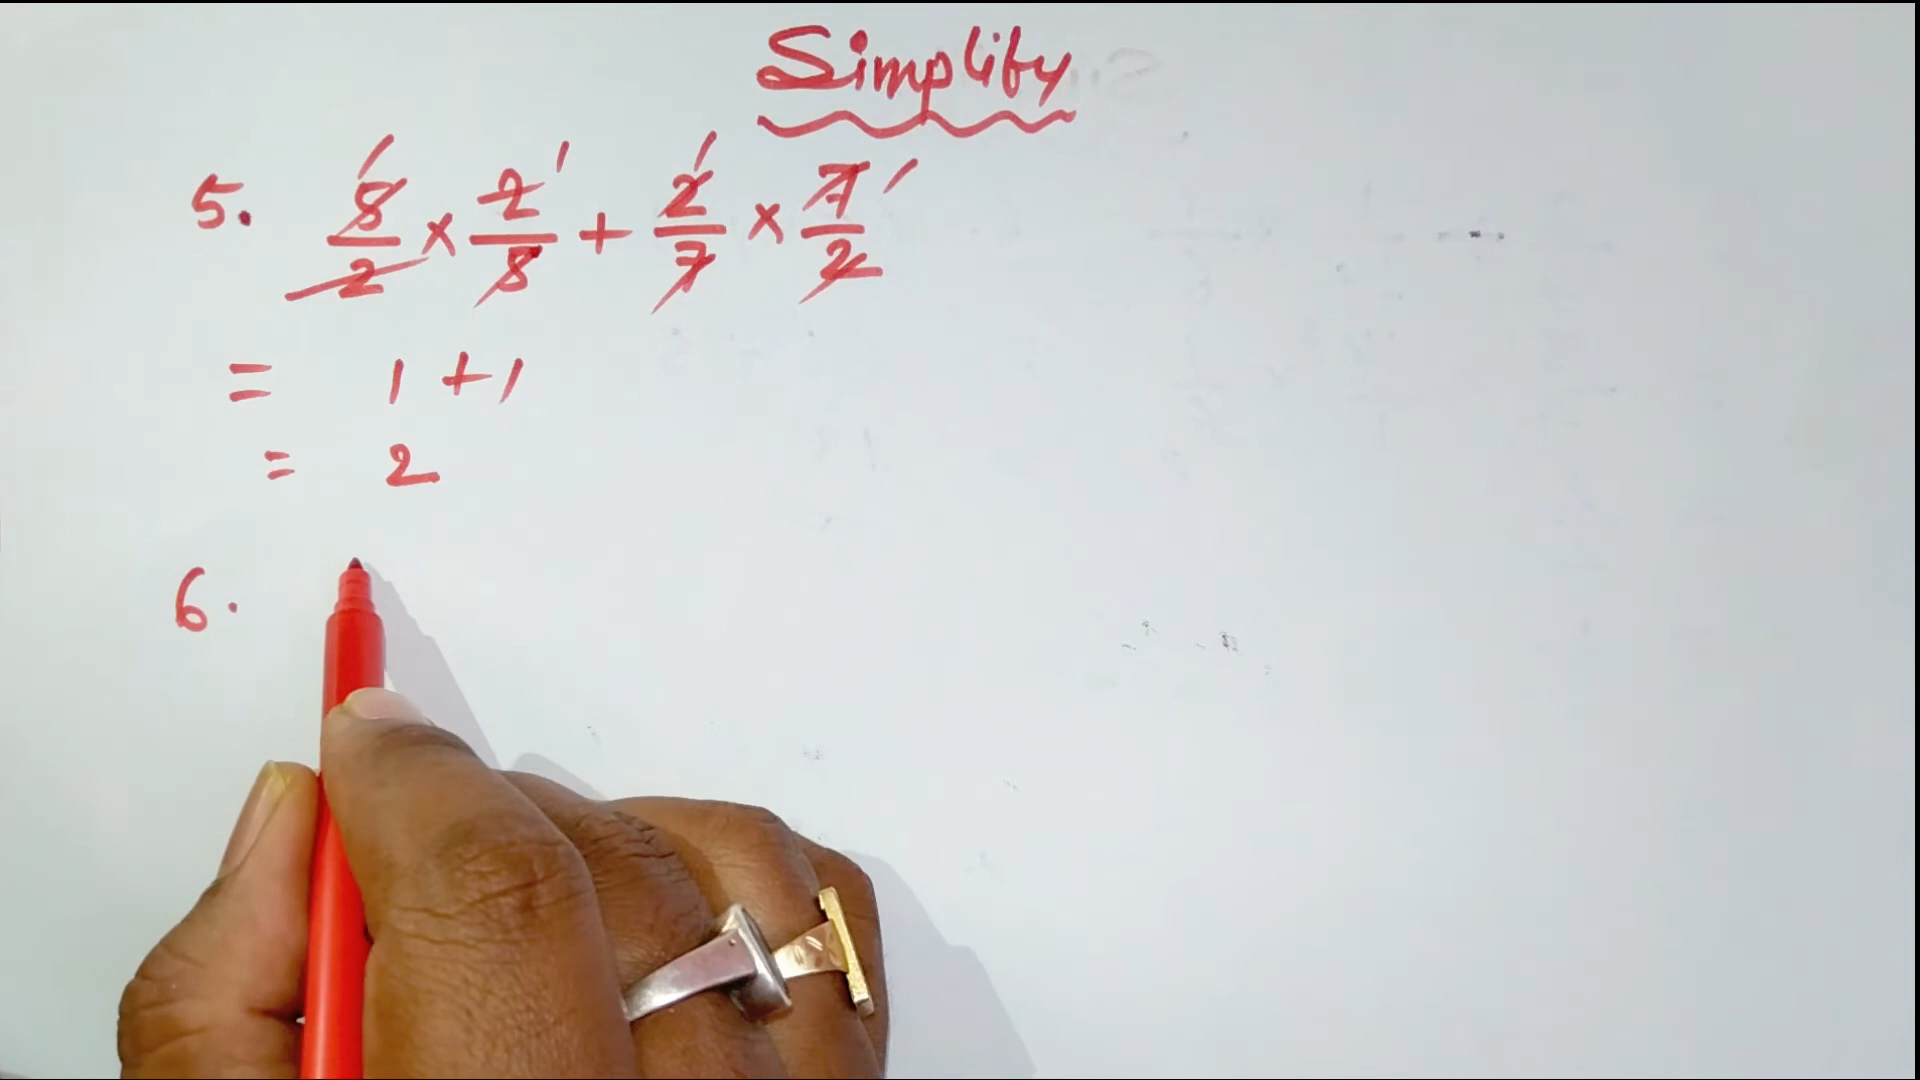 Simplify
5. 8/2 × 2/8 + 2/7 × 7/2
= 1 + 1
= 2
6.